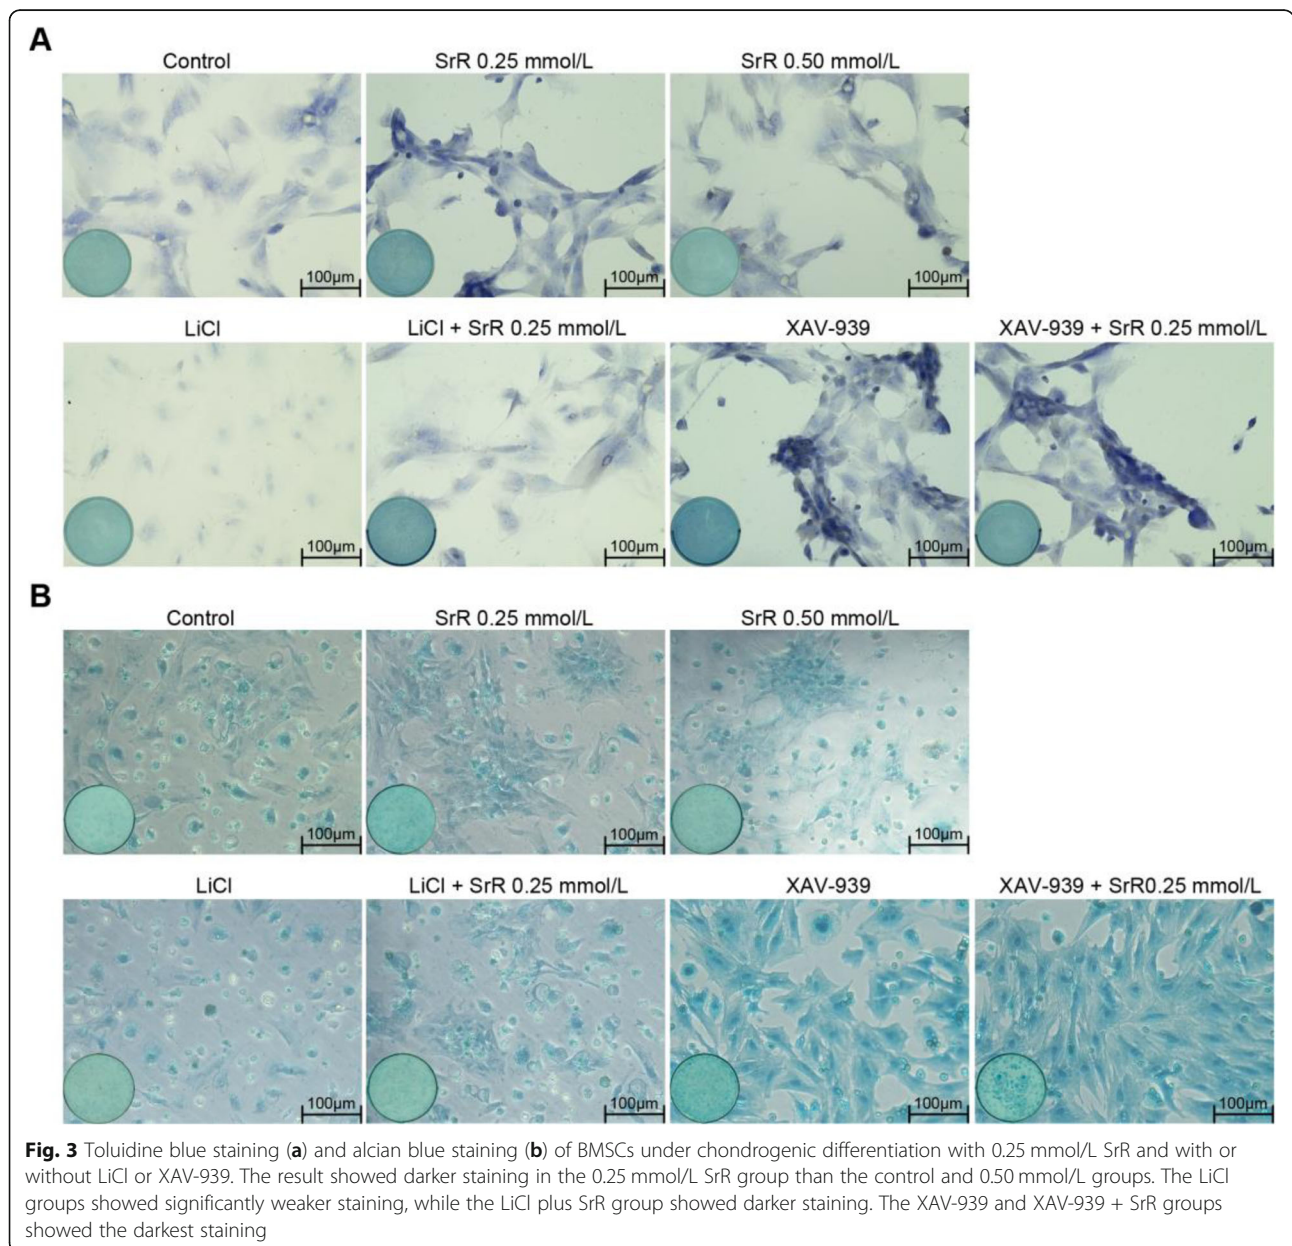 A
Control
SrR 0.25 mmol/L
SrR 0.50 mmol/L
100µm
100µm
100µm
LiCl
LiCl + SrR 0.25 mmol/L
XAV-939
XAV-939 + SrR 0.25 mmol/L
100µm
100µm
100µm
100µm
B
Control
SrR 0.25 mmol/L
SrR 0.50 mmol/L
100µm
100µm
100µm
LiCl
LiCl + SrR 0.25 mmol/L
XAV-939
XAV-939 + SrR0.25 mmol/L
100µm
100µm
100µm
100µm
Fig. 3 Toluidine blue staining (a) and alcian blue staining (b) of BMSCs under chondrogenic differentiation with 0.25 mmol/L SrR and with or
without LiCl or XAV-939. The result showed darker staining in the 0.25 mmol/L SrR group than the control and 0.50 mmol/L groups. The LiCl
groups showed significantly weaker staining, while the LiCl plus SrR group showed darker staining. The XAV-939 and XAV-939 + SrR groups
showed the darkest staining